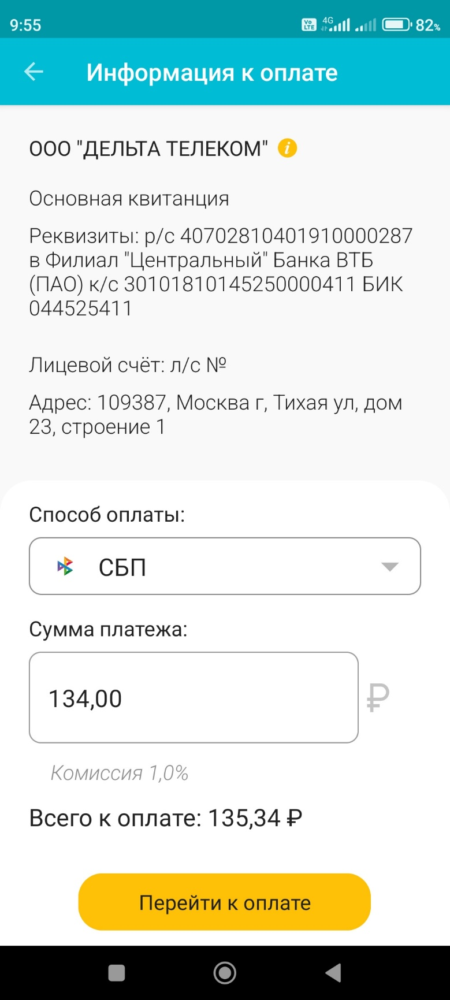 9:55
Vo LTE 4G 82%
Информация к оплате
ООО "ДЕЛЬТА ТЕЛЕКОМ" i
Основная квитанция
Реквизиты: р/с 40702810401910000287
в Филиал "Центральный" Банка ВТБ
(ПАО) к/с 30101810145250000411 БИК
044525411
Лицевой счёт: л/с №
Адрес: 109387, Москва г, Тихая ул, дом
23, строение 1
Способ оплаты:
СБП
Сумма платежа:
134,00 ₽
Комиссия 1,0%
Всего к оплате: 135,34 ₽
Перейти к оплате